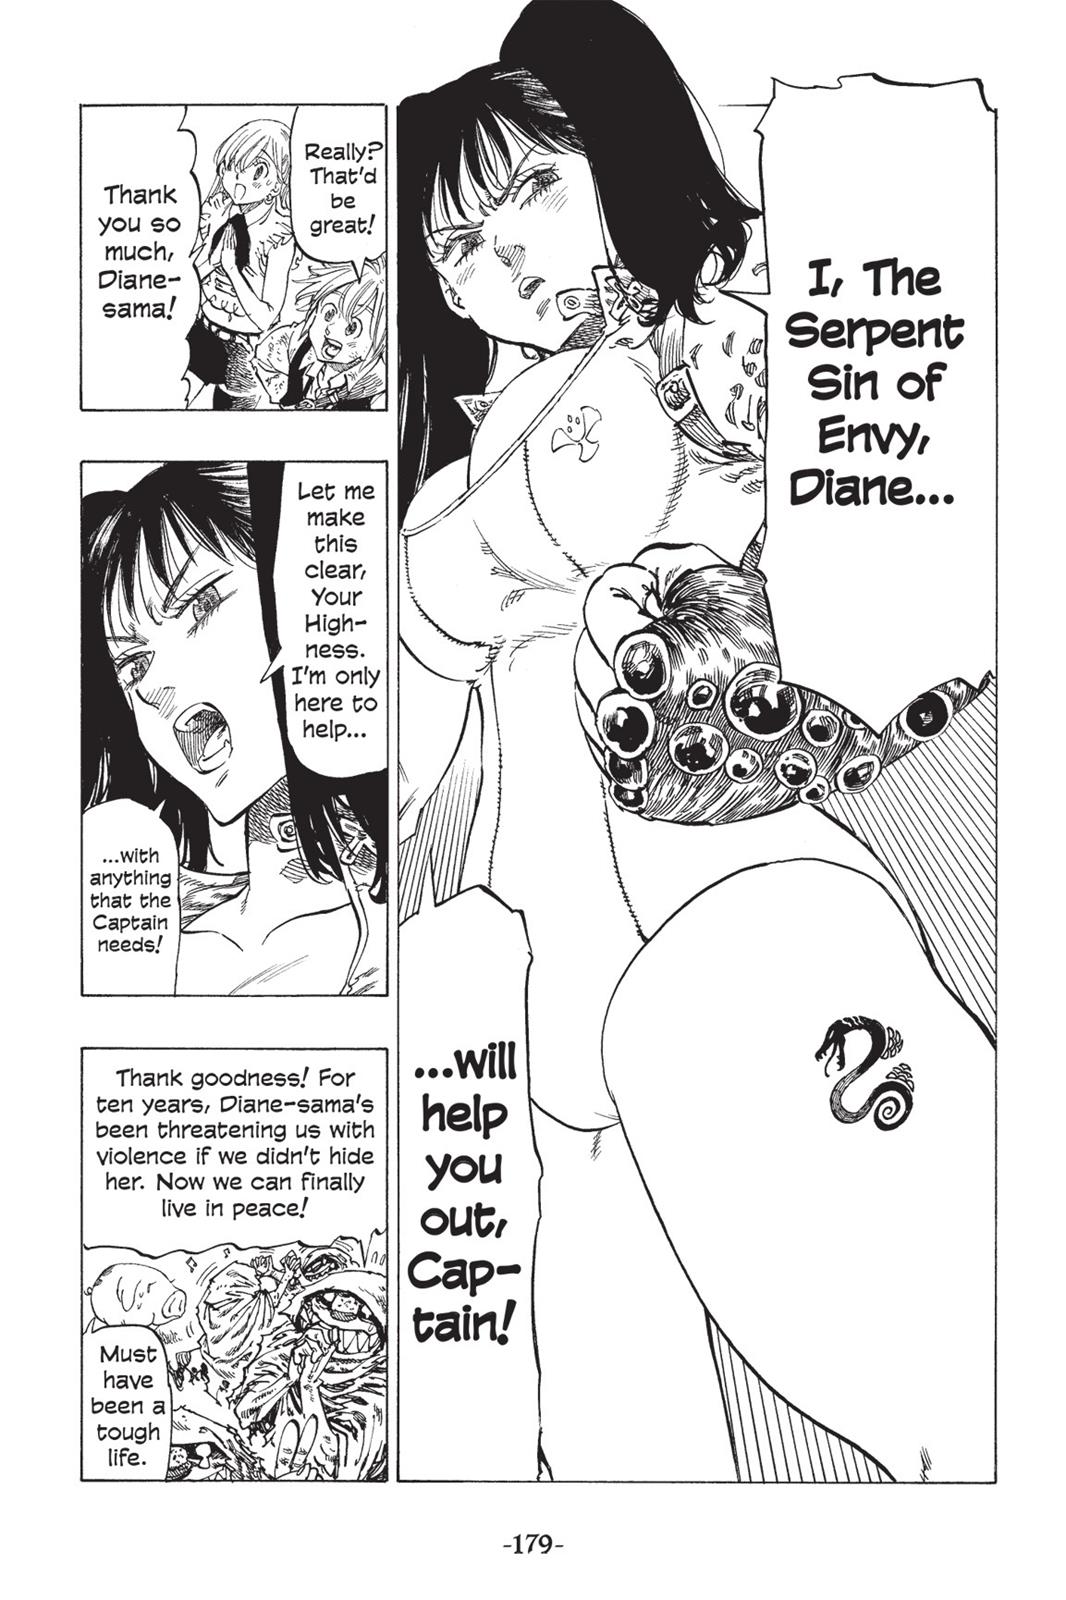 I, The
Serpent
Sin of
Envy,
Diane...
...will
help
you
out,
Cap-
tain!
Really?
That'd
be
great!
Thank
you so
much,
Diane-
sama!
Let me
make
this
clear,
Your
High-
ness.
I'm only
here to
help...
...with
anything
that the
Captain
needs!
Thank goodness! For
ten years, Diane-sama's
been threatening us with
violence if we didn't hide
her. Now we can finally
live in peace!
Must
have
been a
tough
life.
-179-